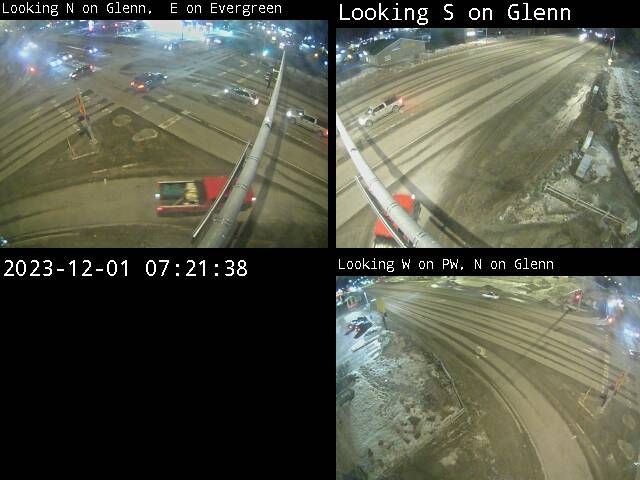 Looking N on Glenn, E on Evergreen
Looking S on Glenn
2023-12-01 07:21:38
Looking W on PW, N on Glenn